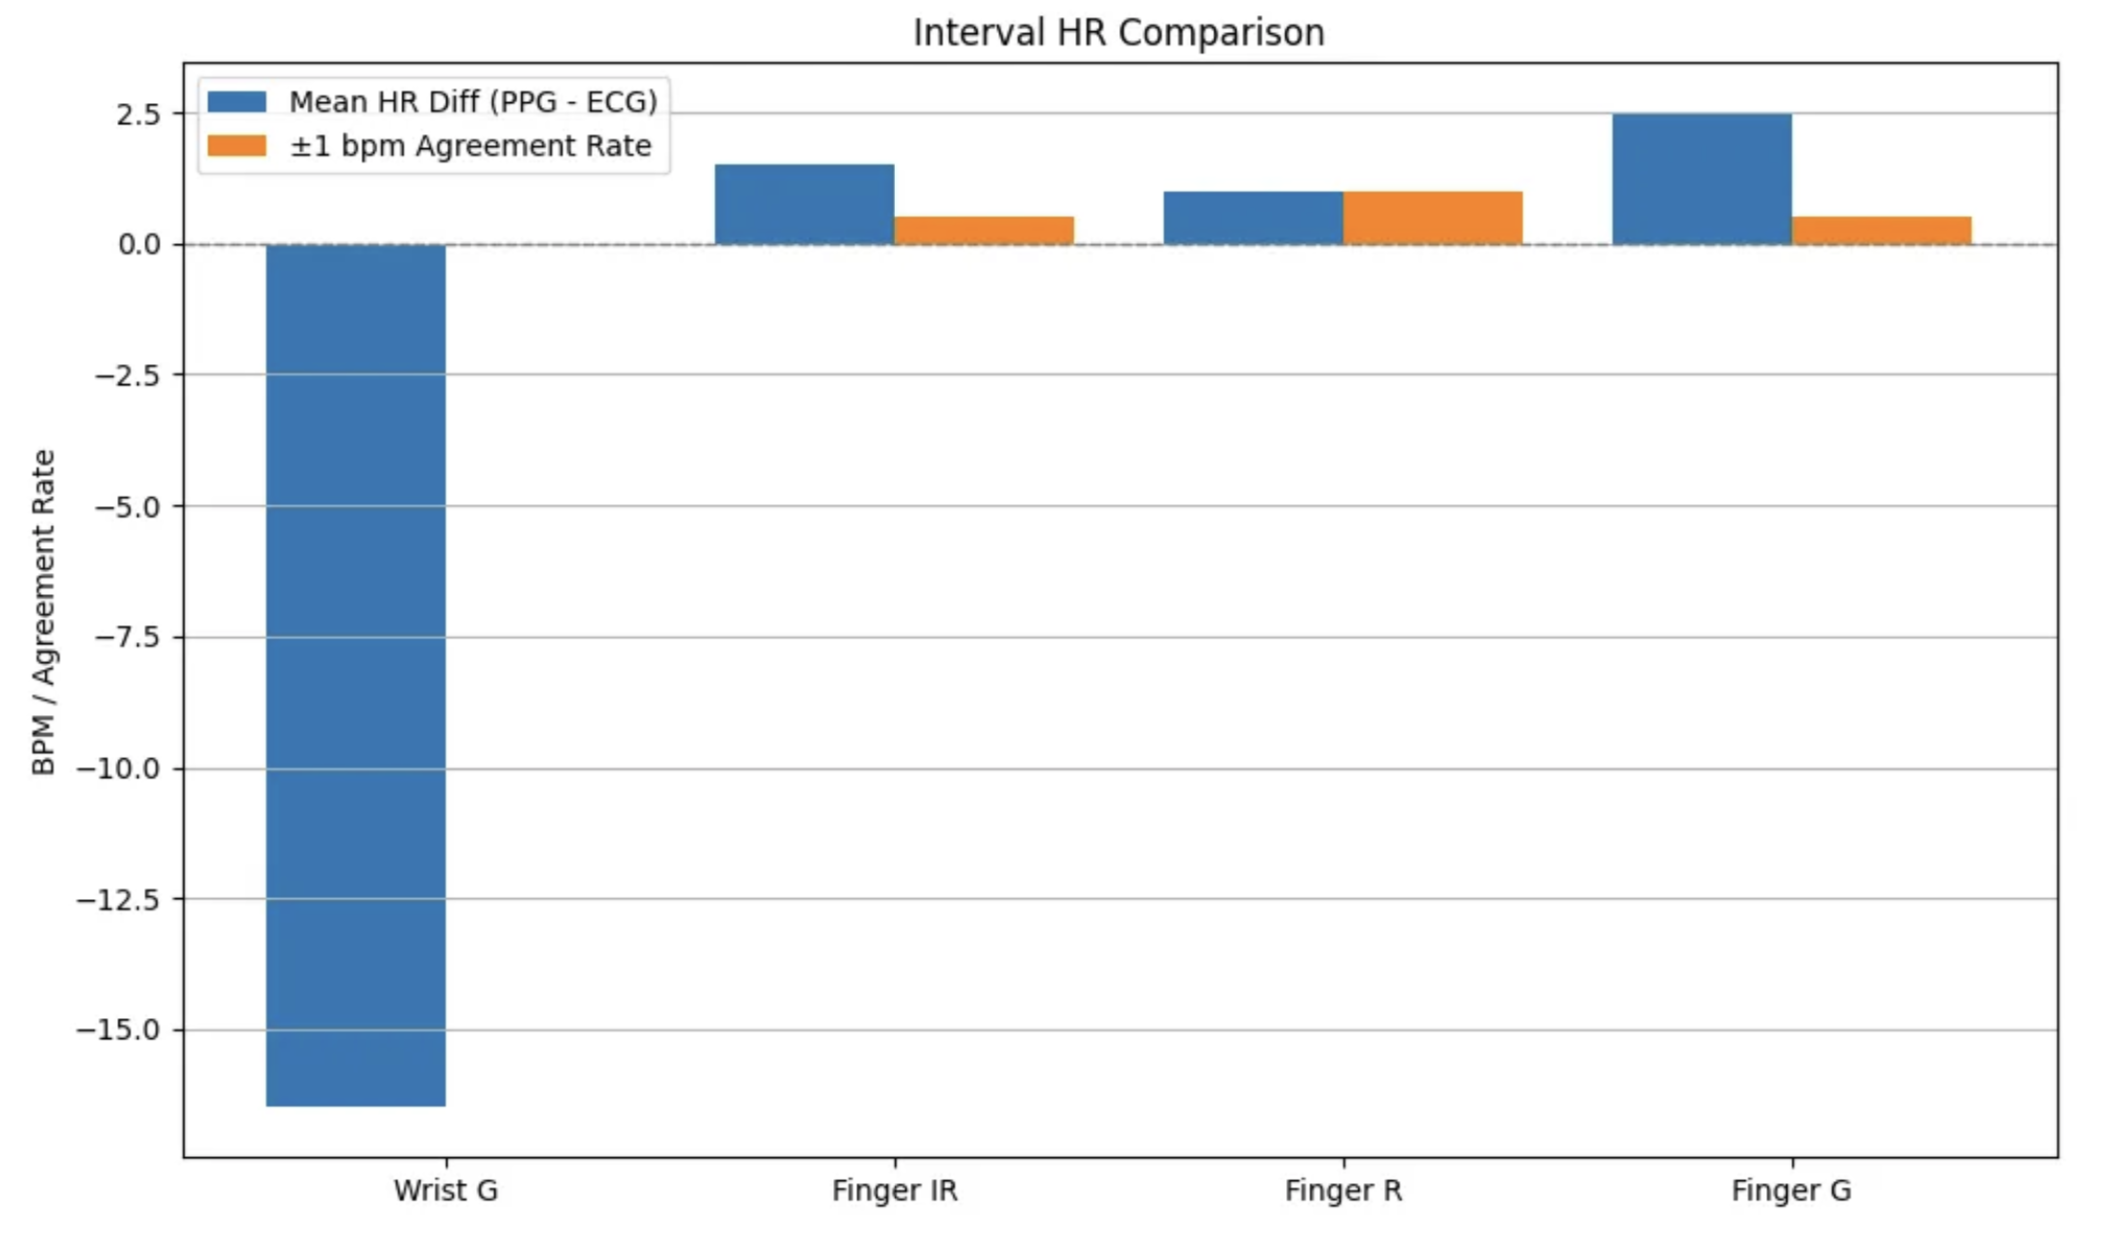 Interval HR Comparison
Mean HR Diff (PPG - ECG)
±1 bpm Agreement Rate
BPM / Agreement Rate
2.5
0.0
−2.5
−5.0
−7.5
−10.0
−12.5
−15.0
Wrist G
Finger IR
Finger R
Finger G